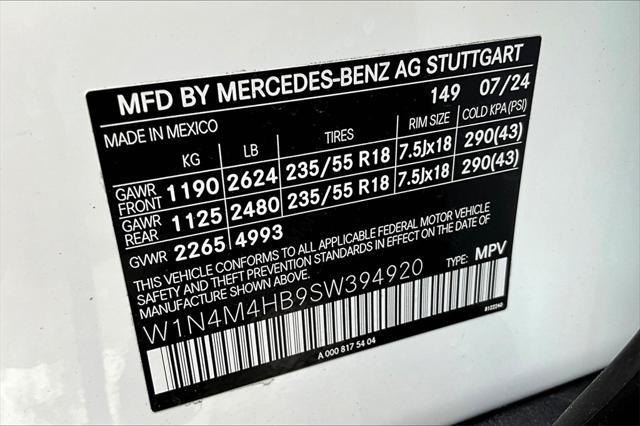 MFD BY MERCEDES-BENZ AG STUTTGART
149 07/24
MADE IN MEXICO
KG LB TIRES RIM SIZE COLD KPA (PSI)
GAWR FRONT 1190 2624 235/55 R18 7.5Jx18 290(43)
GAWR REAR 1125 2480 235/55 R18 7.5Jx18 290(43)
GVWR 2265 4993
THIS VEHICLE CONFORMS TO ALL APPLICABLE FEDERAL MOTOR VEHICLE
SAFETY AND THEFT PREVENTION STANDARDS IN EFFECT ON THE DATE OF
MANUFACTURE SHOWN ABOVE.
TYPE: MPV
W1N4M4HB9SW394920
A 000 817 54 04